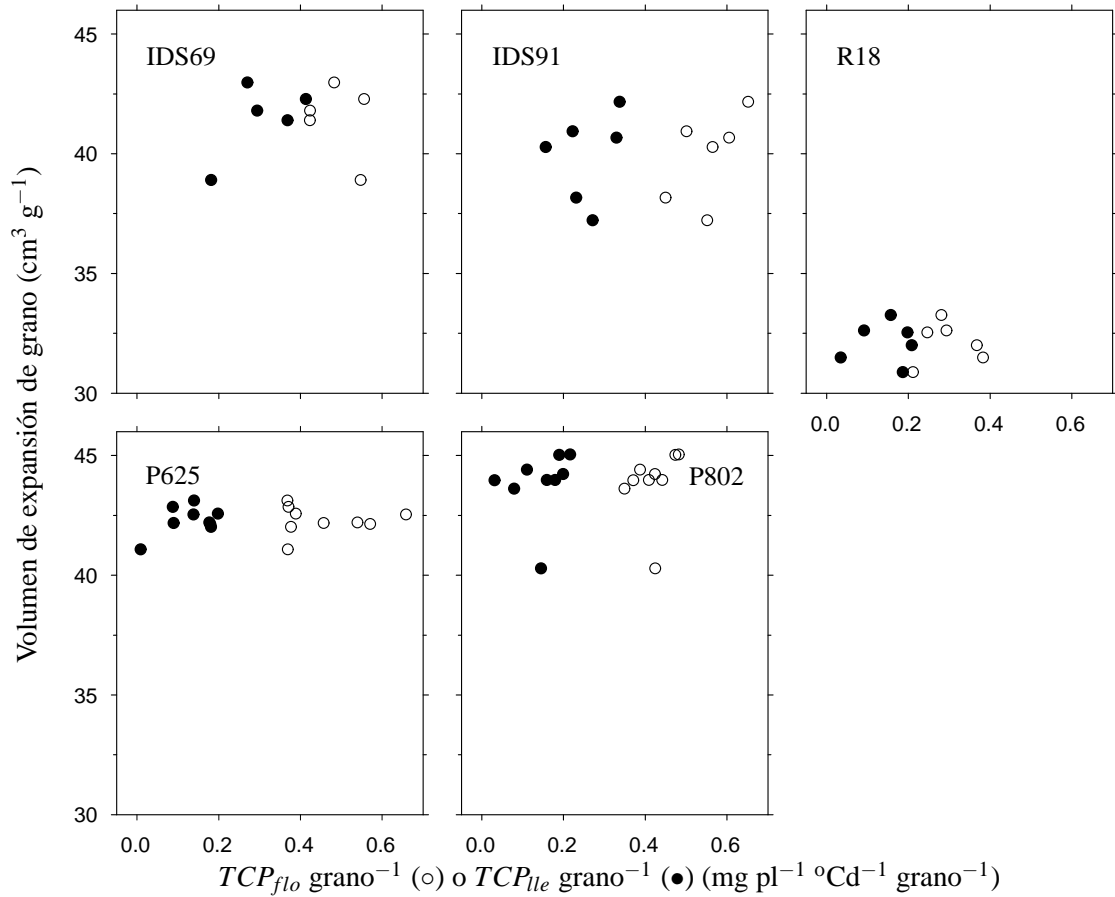 IDS69
IDS91
R18
45
40
35
30
0.0 0.2 0.4 0.6
P625
P802
45
40
35
30
0.0 0.2 0.4 0.6
0.0 0.2 0.4 0.6
Volumen de expansión de grano (cm³ g⁻¹)
TCP_flo grano⁻¹ (○) o TCP_lle grano⁻¹ (●) (mg pl⁻¹ ºCd⁻¹ grano⁻¹)